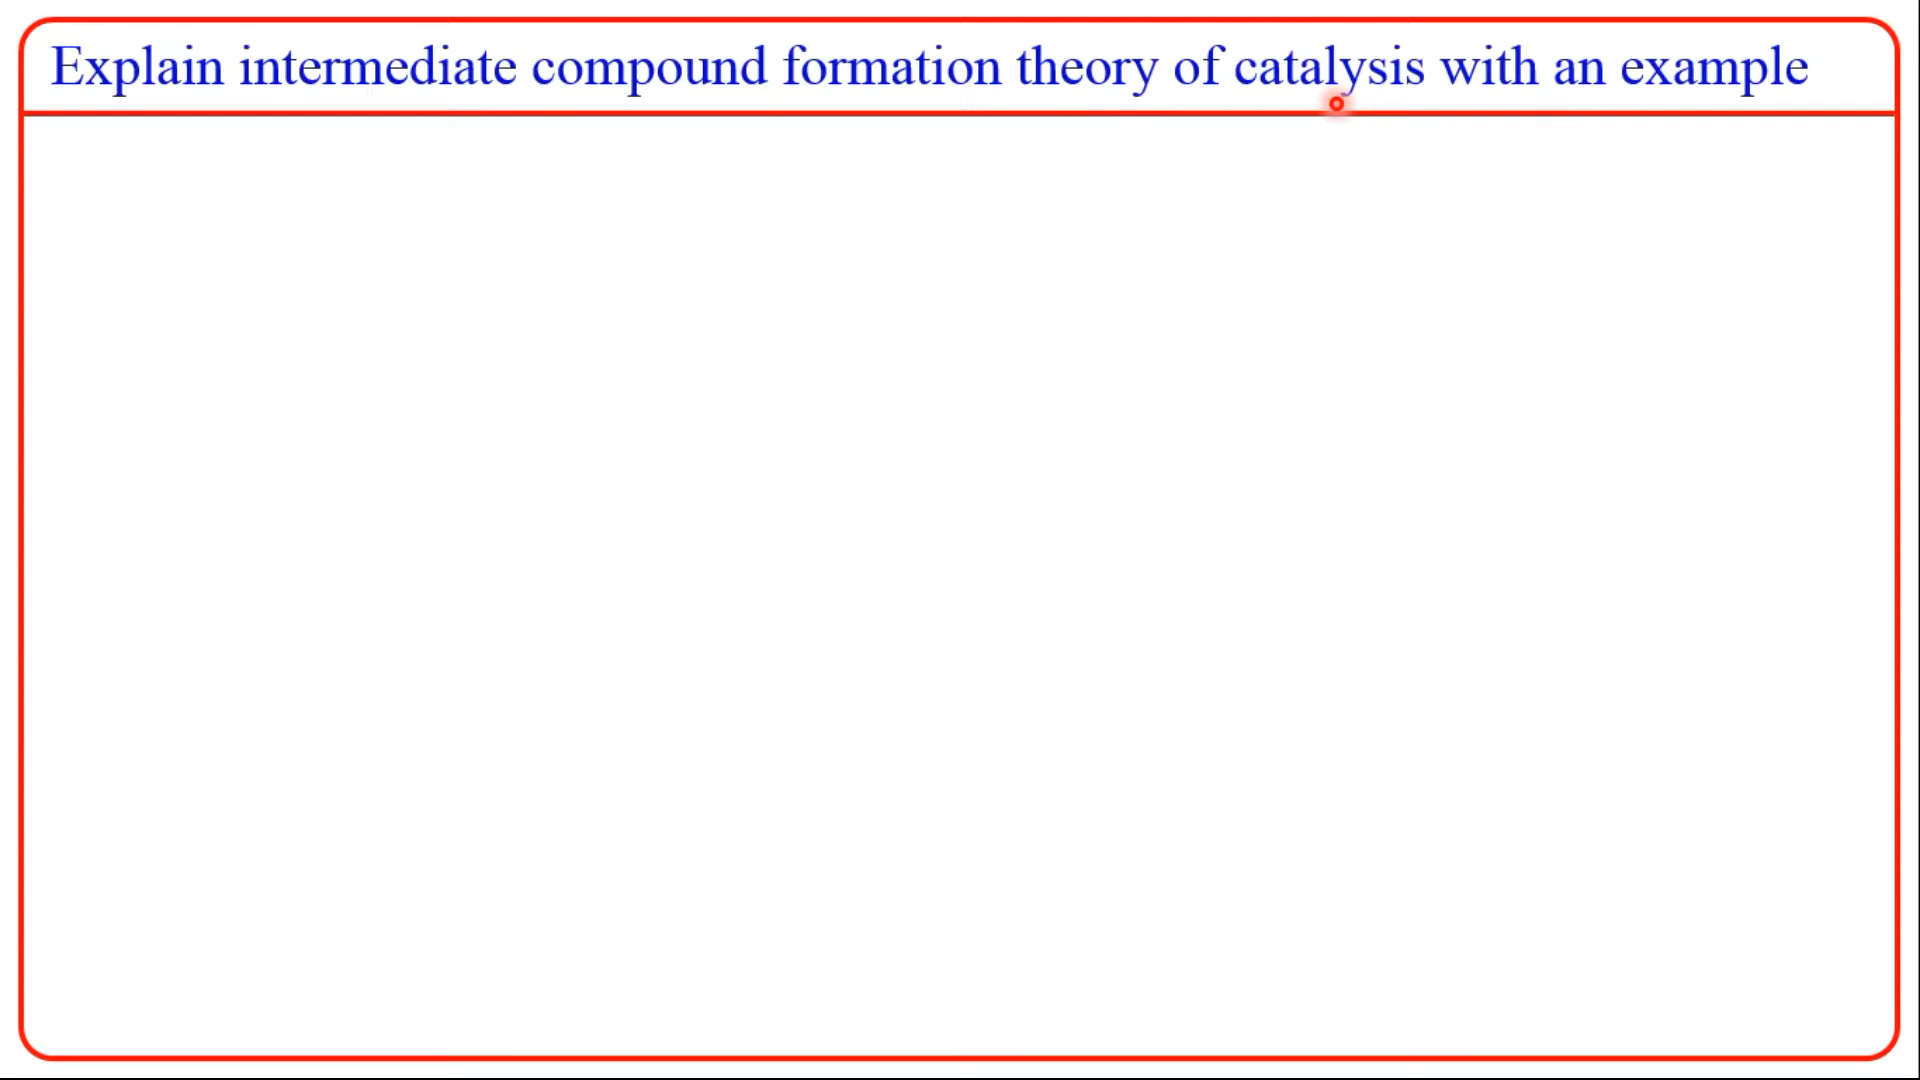 Explain intermediate compound formation theory of catalysis with an example